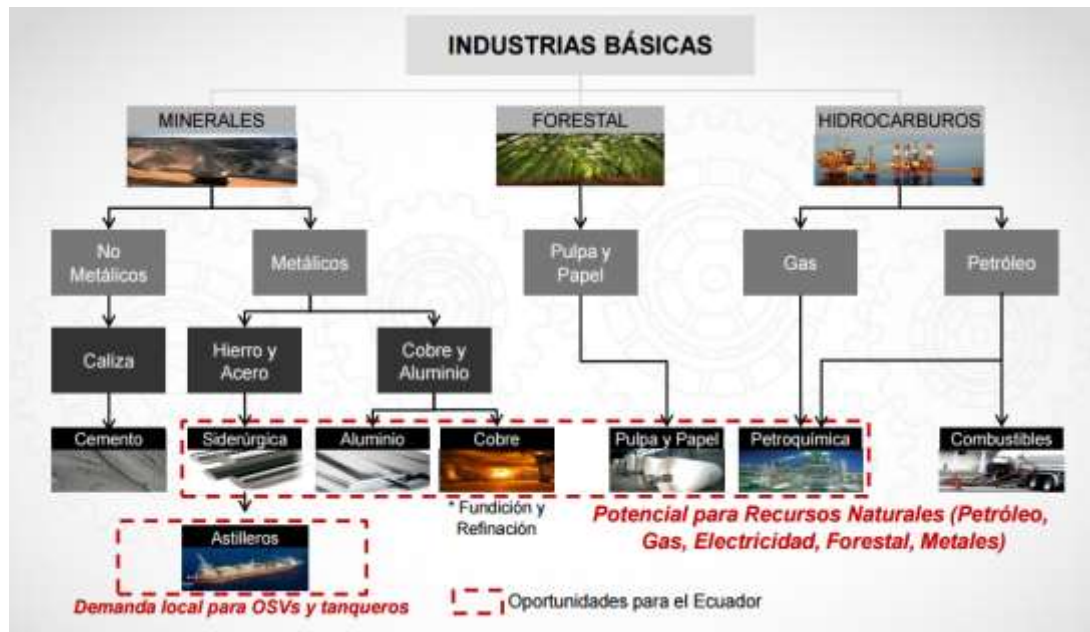 INDUSTRIAS BÁSICAS
MINERALES
FORESTAL
HIDROCARBUROS
No
Metálicos
Metálicos
Pulpa y
Papel
Gas
Petróleo
Caliza
Hierro y
Acero
Cobre y
Aluminio
Cemento
Siderúrgica
Aluminio
Cobre
Pulpa y Papel
Petroquímica
Combustibles
* Fundición y
Refinación
Potencial para Recursos Naturales (Petróleo,
Gas, Electricidad, Forestal, Metales)
Astilleros
Demanda local para OSVs y tanqueros
Oportunidades para el Ecuador